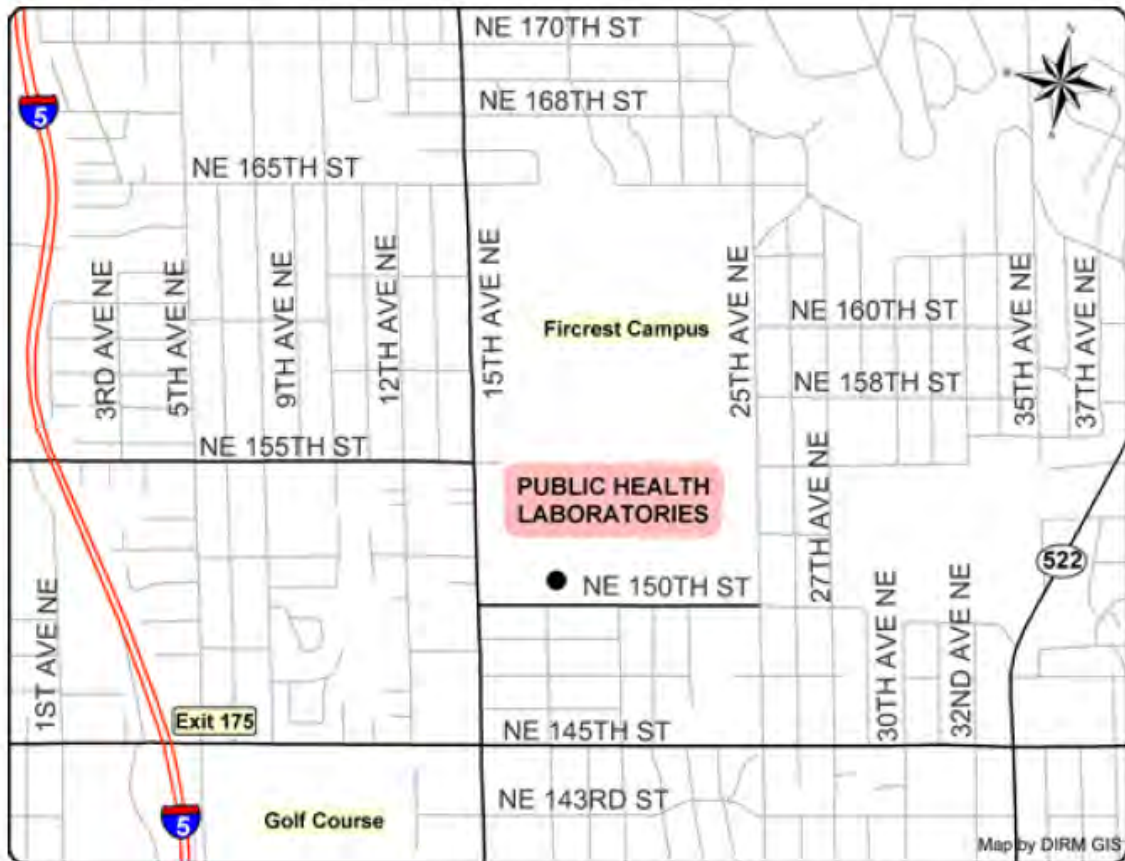 NE 170TH ST
N
W
E
S
5
NE 168TH ST
NE 165TH ST
3RD AVE NE
5TH AVE NE
9TH AVE NE
12TH AVE NE
15TH AVE NE
25TH AVE NE
35TH AVE NE
37TH AVE NE
NE 160TH ST
Fircrest Campus
NE 158TH ST
NE 155TH ST
PUBLIC HEALTH
LABORATORIES
27TH AVE NE
522
NE 150TH ST
1ST AVE NE
30TH AVE NE
32ND AVE NE
Exit 175
NE 145TH ST
NE 143RD ST
5
Golf Course
Map by DIRM GIS